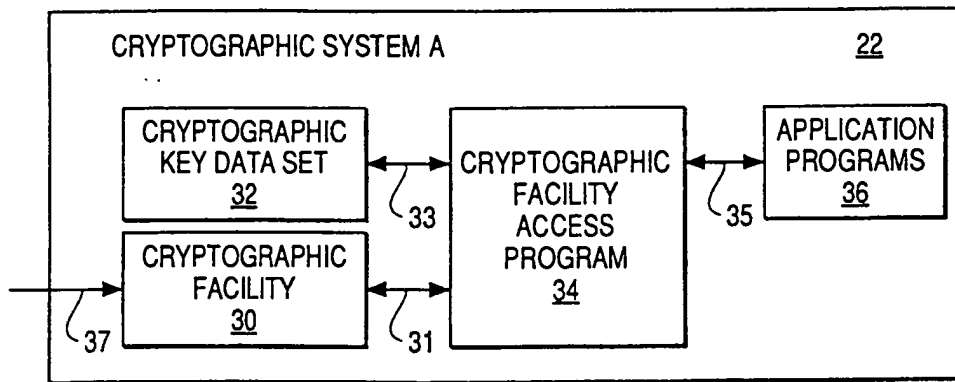 CRYPTOGRAPHIC SYSTEM A
22
CRYPTOGRAPHIC
KEY DATA SET
32
33
CRYPTOGRAPHIC
FACILITY
30
37
31
CRYPTOGRAPHIC
FACILITY
ACCESS
PROGRAM
34
35
APPLICATION
PROGRAMS
36